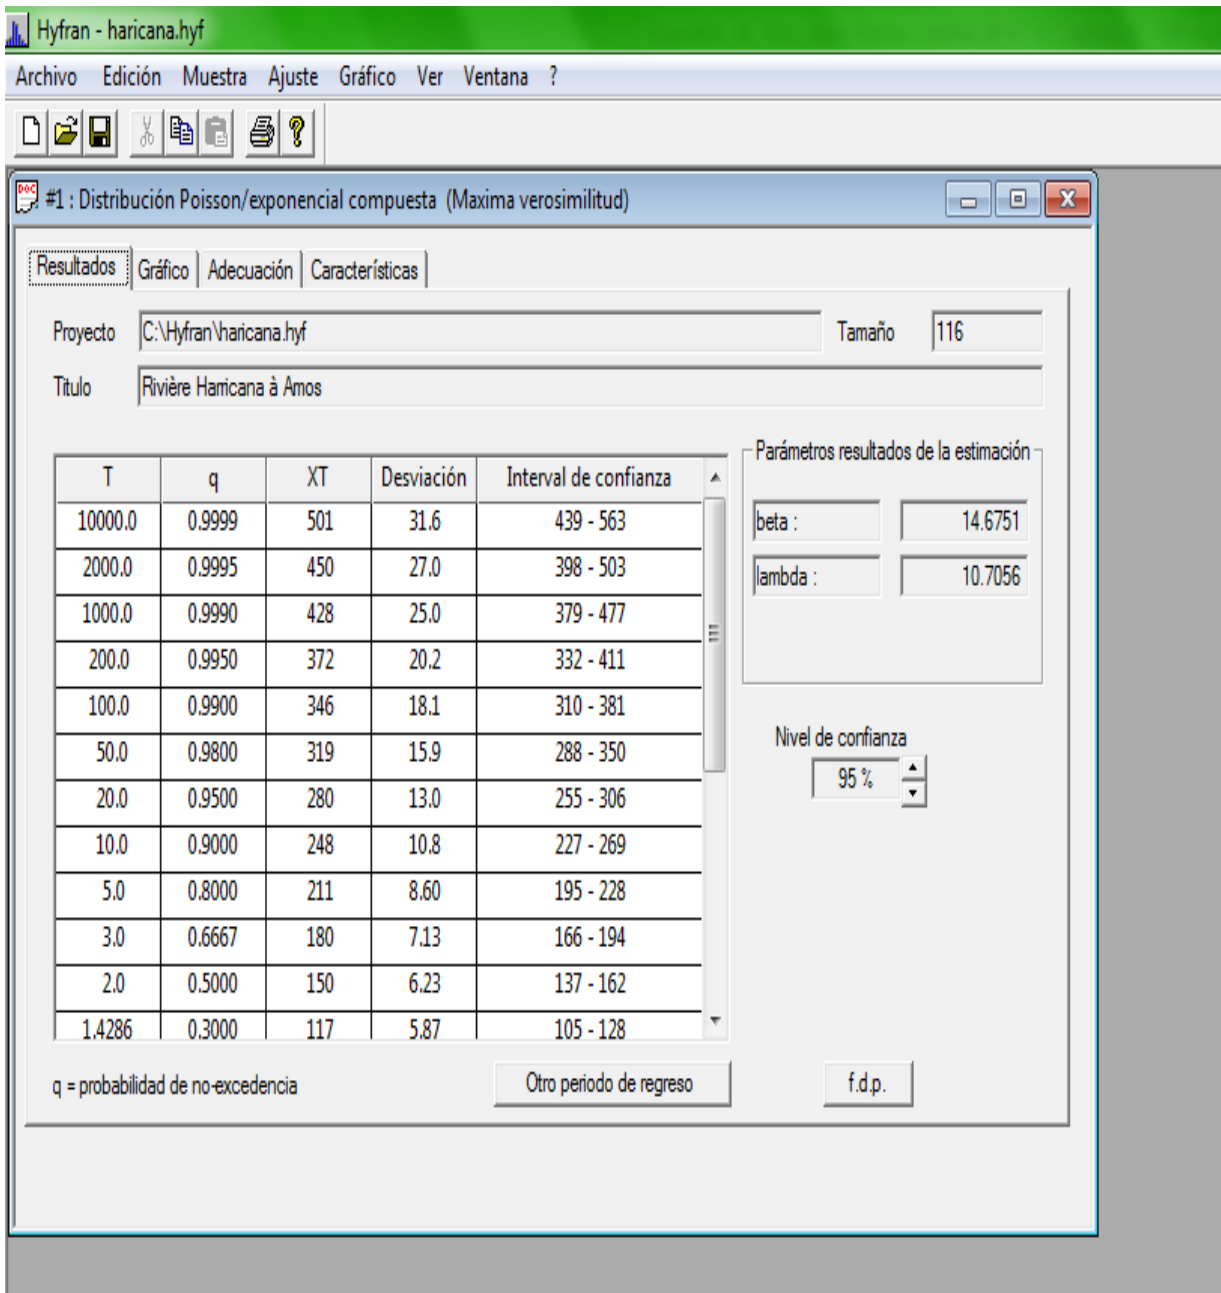 Hyfran - haricana.hyf
Archivo Edición Muestra Ajuste Gráfico Ver Ventana ?
#1 : Distribución Poisson/exponencial compuesta (Maxima verosimilitud)
Resultados Gráfico Adecuación Características
Proyecto C:\Hyfran\haricana.hyf Tamaño 116
Titulo Rivière Harricana à Amos
Parámetros resultados de la estimación
T q XT Desviación Interval de confianza
10000.0 0.9999 501 31.6 439 - 563 beta : 14.6751
2000.0 0.9995 450 27.0 398 - 503 lambda : 10.7056
1000.0 0.9990 428 25.0 379 - 477
200.0 0.9950 372 20.2 332 - 411
100.0 0.9900 346 18.1 310 - 381
Nivel de confianza
50.0 0.9800 319 15.9 288 - 350 95 %
20.0 0.9500 280 13.0 255 - 306
10.0 0.9000 248 10.8 227 - 269
5.0 0.8000 211 8.60 195 - 228
3.0 0.6667 180 7.13 166 - 194
2.0 0.5000 150 6.23 137 - 162
1.4286 0.3000 117 5.87 105 - 128
q = probabilidad de no-excedencia Otro periodo de regreso f.d.p.